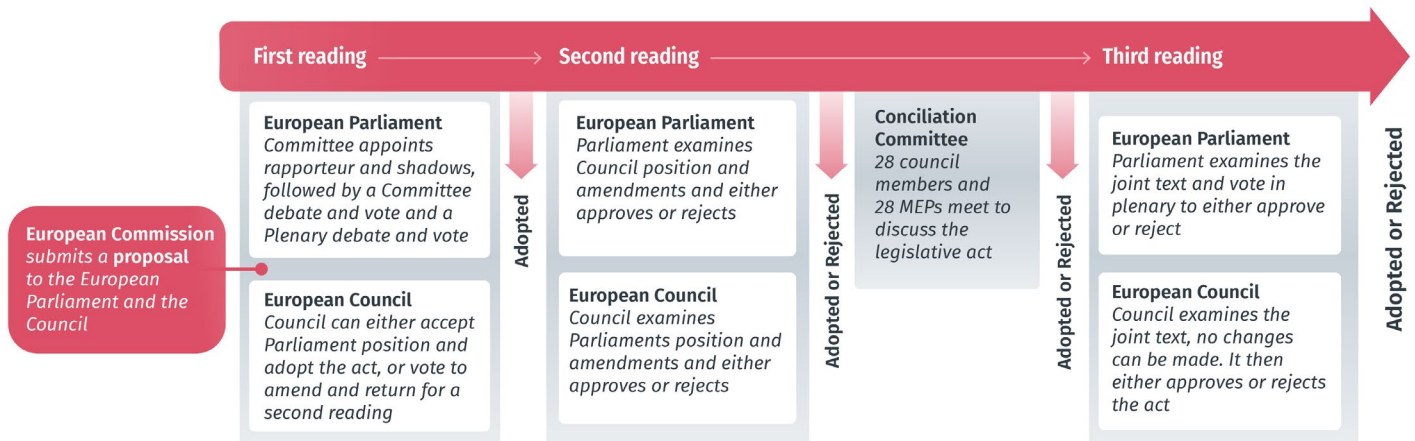 First reading
Second reading
Third reading
European Commission
submits a proposal
to the European
Parliament and the
Council
European Parliament
Committee appoints
rapporteur and shadows,
followed by a Committee
debate and vote and a
Plenary debate and vote
European Council
Council can either accept
Parliament position and
adopt the act, or vote to
amend and return for a
second reading
Adopted
European Parliament
Parliament examines
Council position and
amendments and either
approves or rejects
European Council
Council examines
Parliaments position and
amendments and either
approves or rejects
Adopted or Rejected
Conciliation
Committee
28 council
members and
28 MEPs meet to
discuss the
legislative act
Adopted or Rejected
European Parliament
Parliament examines the
joint text and vote in
plenary to either approve
or reject
European Council
Council examines the
joint text, no changes
can be made. It then
either approves or rejects
the act
Adopted or Rejected